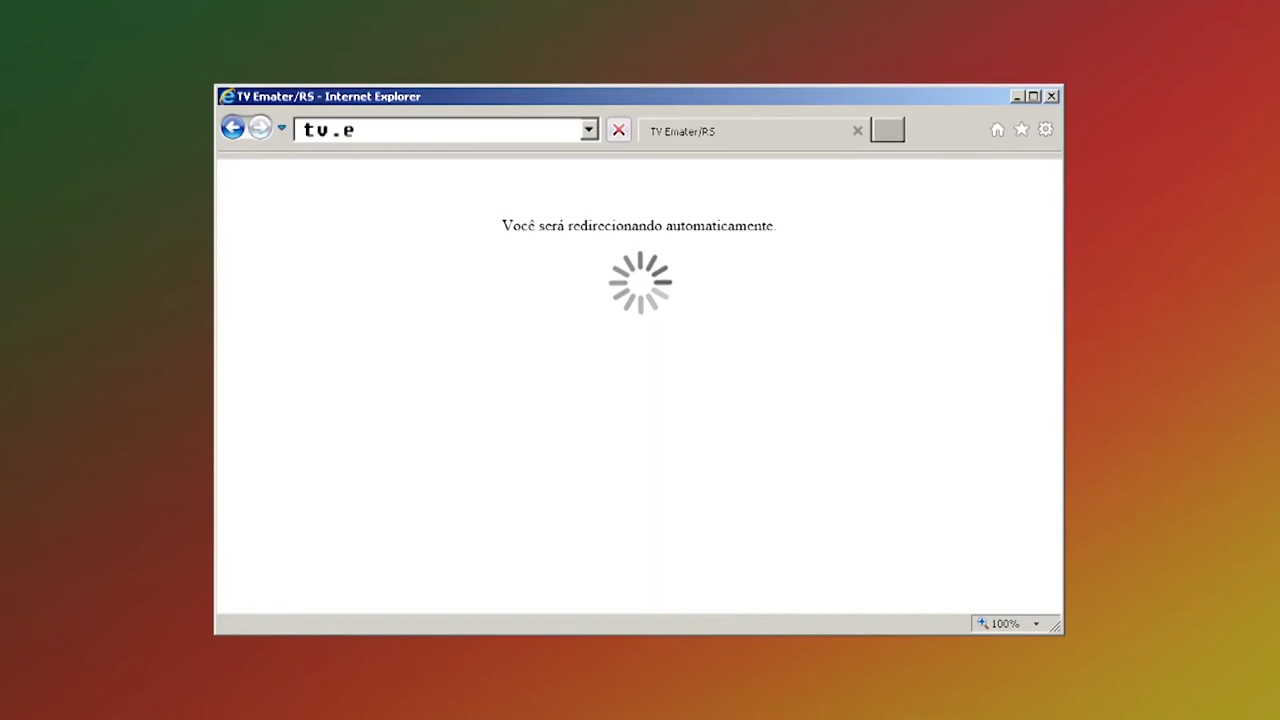 TV Emater/RS - Internet Explorer
tv.e
TV Emater/RS
Você será redirecionando automaticamente.
100%